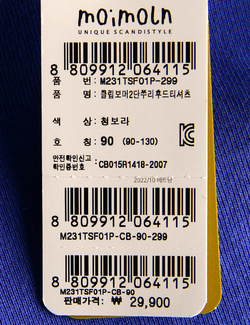 moimoln
UNIQUE SCANDISTYLE
8 809912 064115
품 번: M231TSF01P-299
품 명: 클립보머2단쭈리후드티셔츠
색 상: 청보라
호 칭: 90 (90-130)
안전확인신고
확인증번호 :CB015R1418-2007
2022/10 베트남
8 809912 064115
M231TSF01P-CB-90-299
8 809912 064115
M231TSF01P-CB-90
판매가격: ₩ 29,900